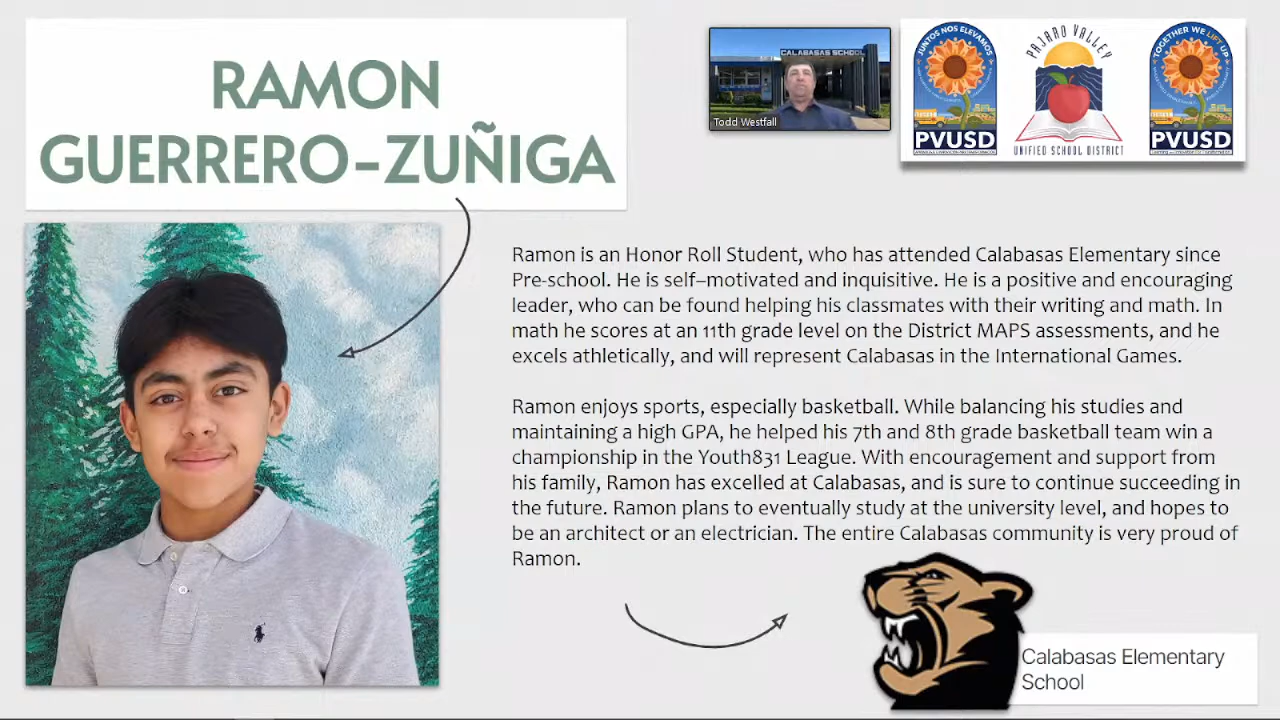 RAMON
GUERRERO-ZUÑIGA
CALABASAS SCHOOL
Todd Westfall
JUNTOS NOS ELEVAMOS
PVUSD
PAJARO VALLEY
UNIFIED SCHOOL DISTRICT
TOGETHER WE LIFT UP
PVUSD
Ramon is an Honor Roll Student, who has attended Calabasas Elementary since
Pre-school. He is self–motivated and inquisitive. He is a positive and encouraging
leader, who can be found helping his classmates with their writing and math. In
math he scores at an 11th grade level on the District MAPS assessments, and he
excels athletically, and will represent Calabasas in the International Games.
Ramon enjoys sports, especially basketball. While balancing his studies and
maintaining a high GPA, he helped his 7th and 8th grade basketball team win a
championship in the Youth831 League. With encouragement and support from
his family, Ramon has excelled at Calabasas, and is sure to continue succeeding in
the future. Ramon plans to eventually study at the university level, and hopes to
be an architect or an electrician. The entire Calabasas community is very proud of
Ramon.
Calabasas Elementary
School